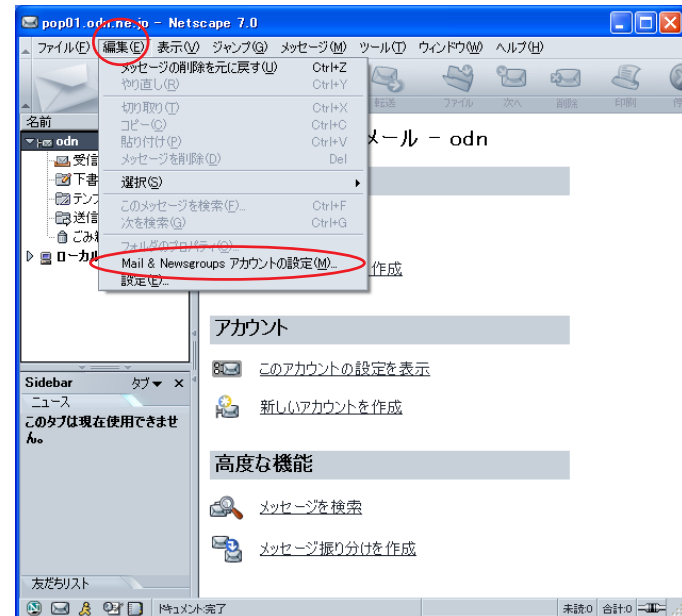 pop01.odn.ne.jp - Netscape 7.0
ファイル(F) 編集(E) 表示(V) ジャンプ(G) メッセージ(M) ツール(T) ウィンドウ(W) ヘルプ(H)
メッセージの削除を元に戻す(U) Ctrl+Z
やり直し(R) Ctrl+Y
転送 ファイル 次へ 削除 印刷
切り取り(T) Ctrl+X
コピー(C) Ctrl+C
貼り付け(P) Ctrl+V
メッセージを削除(D) Del
選択(S)
このメッセージを検索(F)... Ctrl+F
次を検索(G) Ctrl+G
フォルダのプロパティ(O)...
Mail & Newsgroups アカウントの設定(M)...
設定(E)...
名前
odn
受信
下書
テンプ
送信
ごみ箱
ローカル
メール - odn
作成
アカウント
このアカウントの設定を表示
新しいアカウントを作成
高度な機能
メッセージを検索
メッセージ振り分けを作成
Sidebar タブ
ニュース
このタブは現在使用できませ
ん。
友だちリスト
ドキュメント:完了 未読:0 合計:0